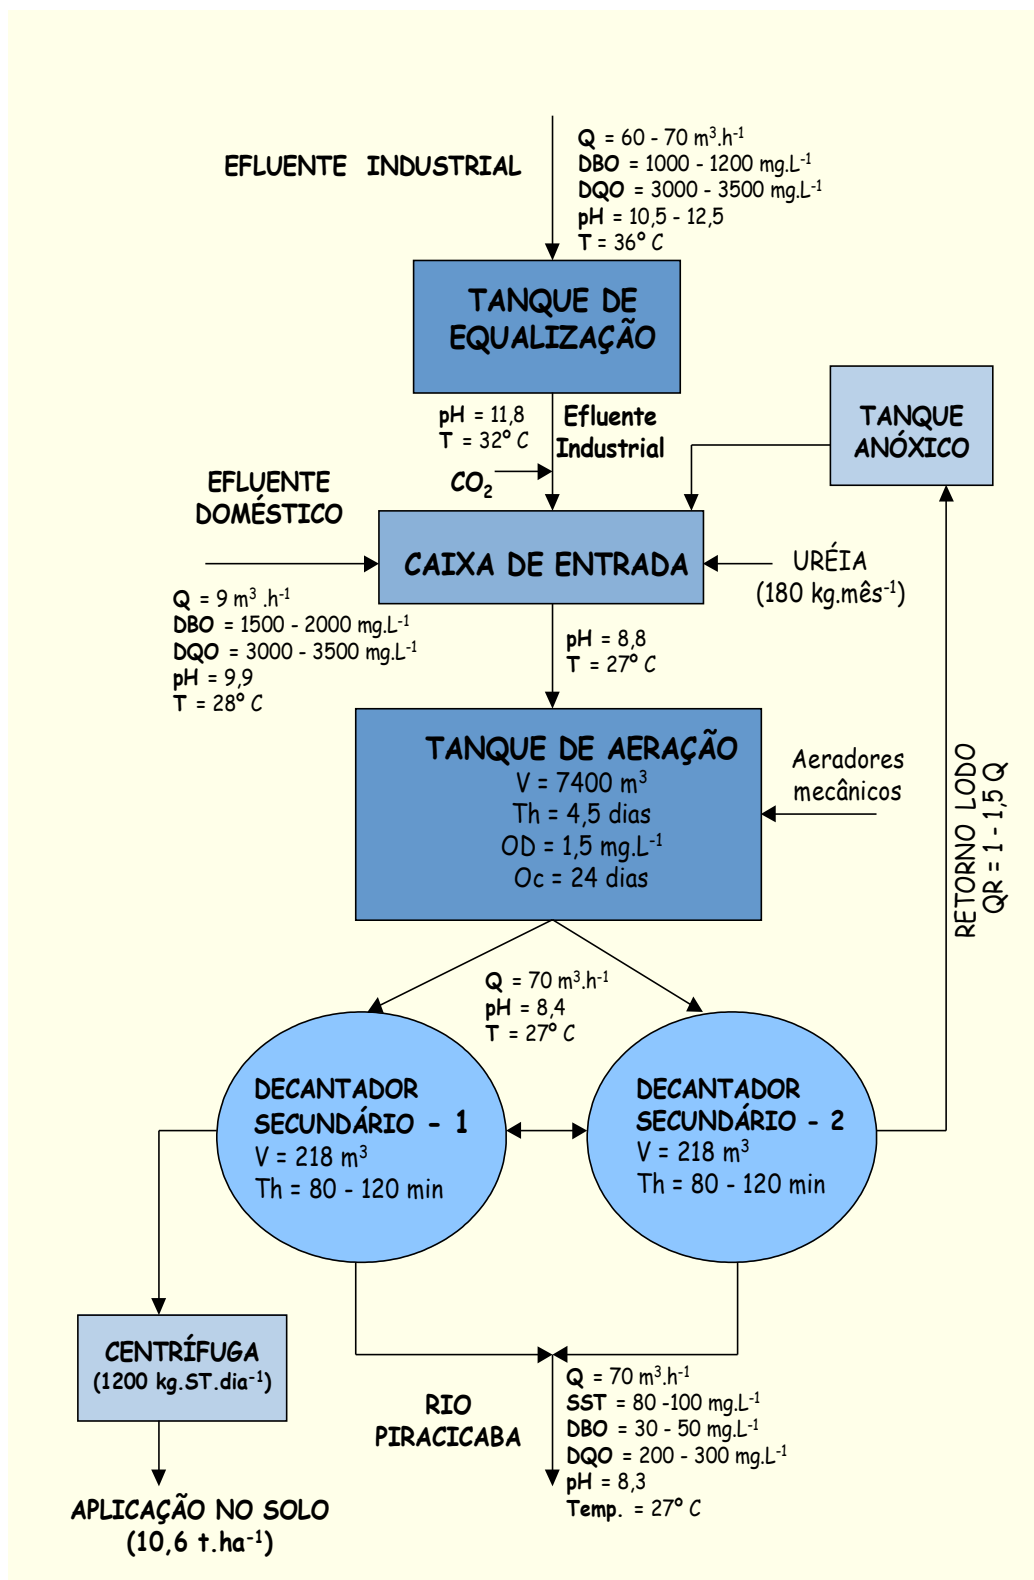 EFLUENTE INDUSTRIAL
Q = 60 - 70 m³.h⁻¹
DBO = 1000 - 1200 mg.L⁻¹
DQO = 3000 - 3500 mg.L⁻¹
pH = 10,5 - 12,5
T = 36º C
TANQUE DE
EQUALIZAÇÃO
pH = 11,8
T = 32º C
Efluente
Industrial
CO₂
TANQUE
ANÓXICO
EFLUENTE
DOMÉSTICO
Q = 9 m³ .h⁻¹
DBO = 1500 - 2000 mg.L⁻¹
DQO = 3000 - 3500 mg.L⁻¹
pH = 9,9
T = 28º C
CAIXA DE ENTRADA
URÉIA
(180 kg.mês⁻¹)
pH = 8,8
T = 27º C
TANQUE DE AERAÇÃO
V = 7400 m³
Th = 4,5 dias
OD = 1,5 mg.L⁻¹
Oc = 24 dias
Aeradores
mecânicos
RETORNO LODO
QR = 1 - 1,5 Q
Q = 70 m³.h⁻¹
pH = 8,4
T = 27º C
DECANTADOR
SECUNDÁRIO - 1
V = 218 m³
Th = 80 - 120 min
DECANTADOR
SECUNDÁRIO - 2
V = 218 m³
Th = 80 - 120 min
CENTRÍFUGA
(1200 kg.ST.dia⁻¹)
APLICAÇÃO NO SOLO
(10,6 t.ha⁻¹)
RIO
PIRACICABA
Q = 70 m³.h⁻¹
SST = 80 -100 mg.L⁻¹
DBO = 30 - 50 mg.L⁻¹
DQO = 200 - 300 mg.L⁻¹
pH = 8,3
Temp. = 27º C